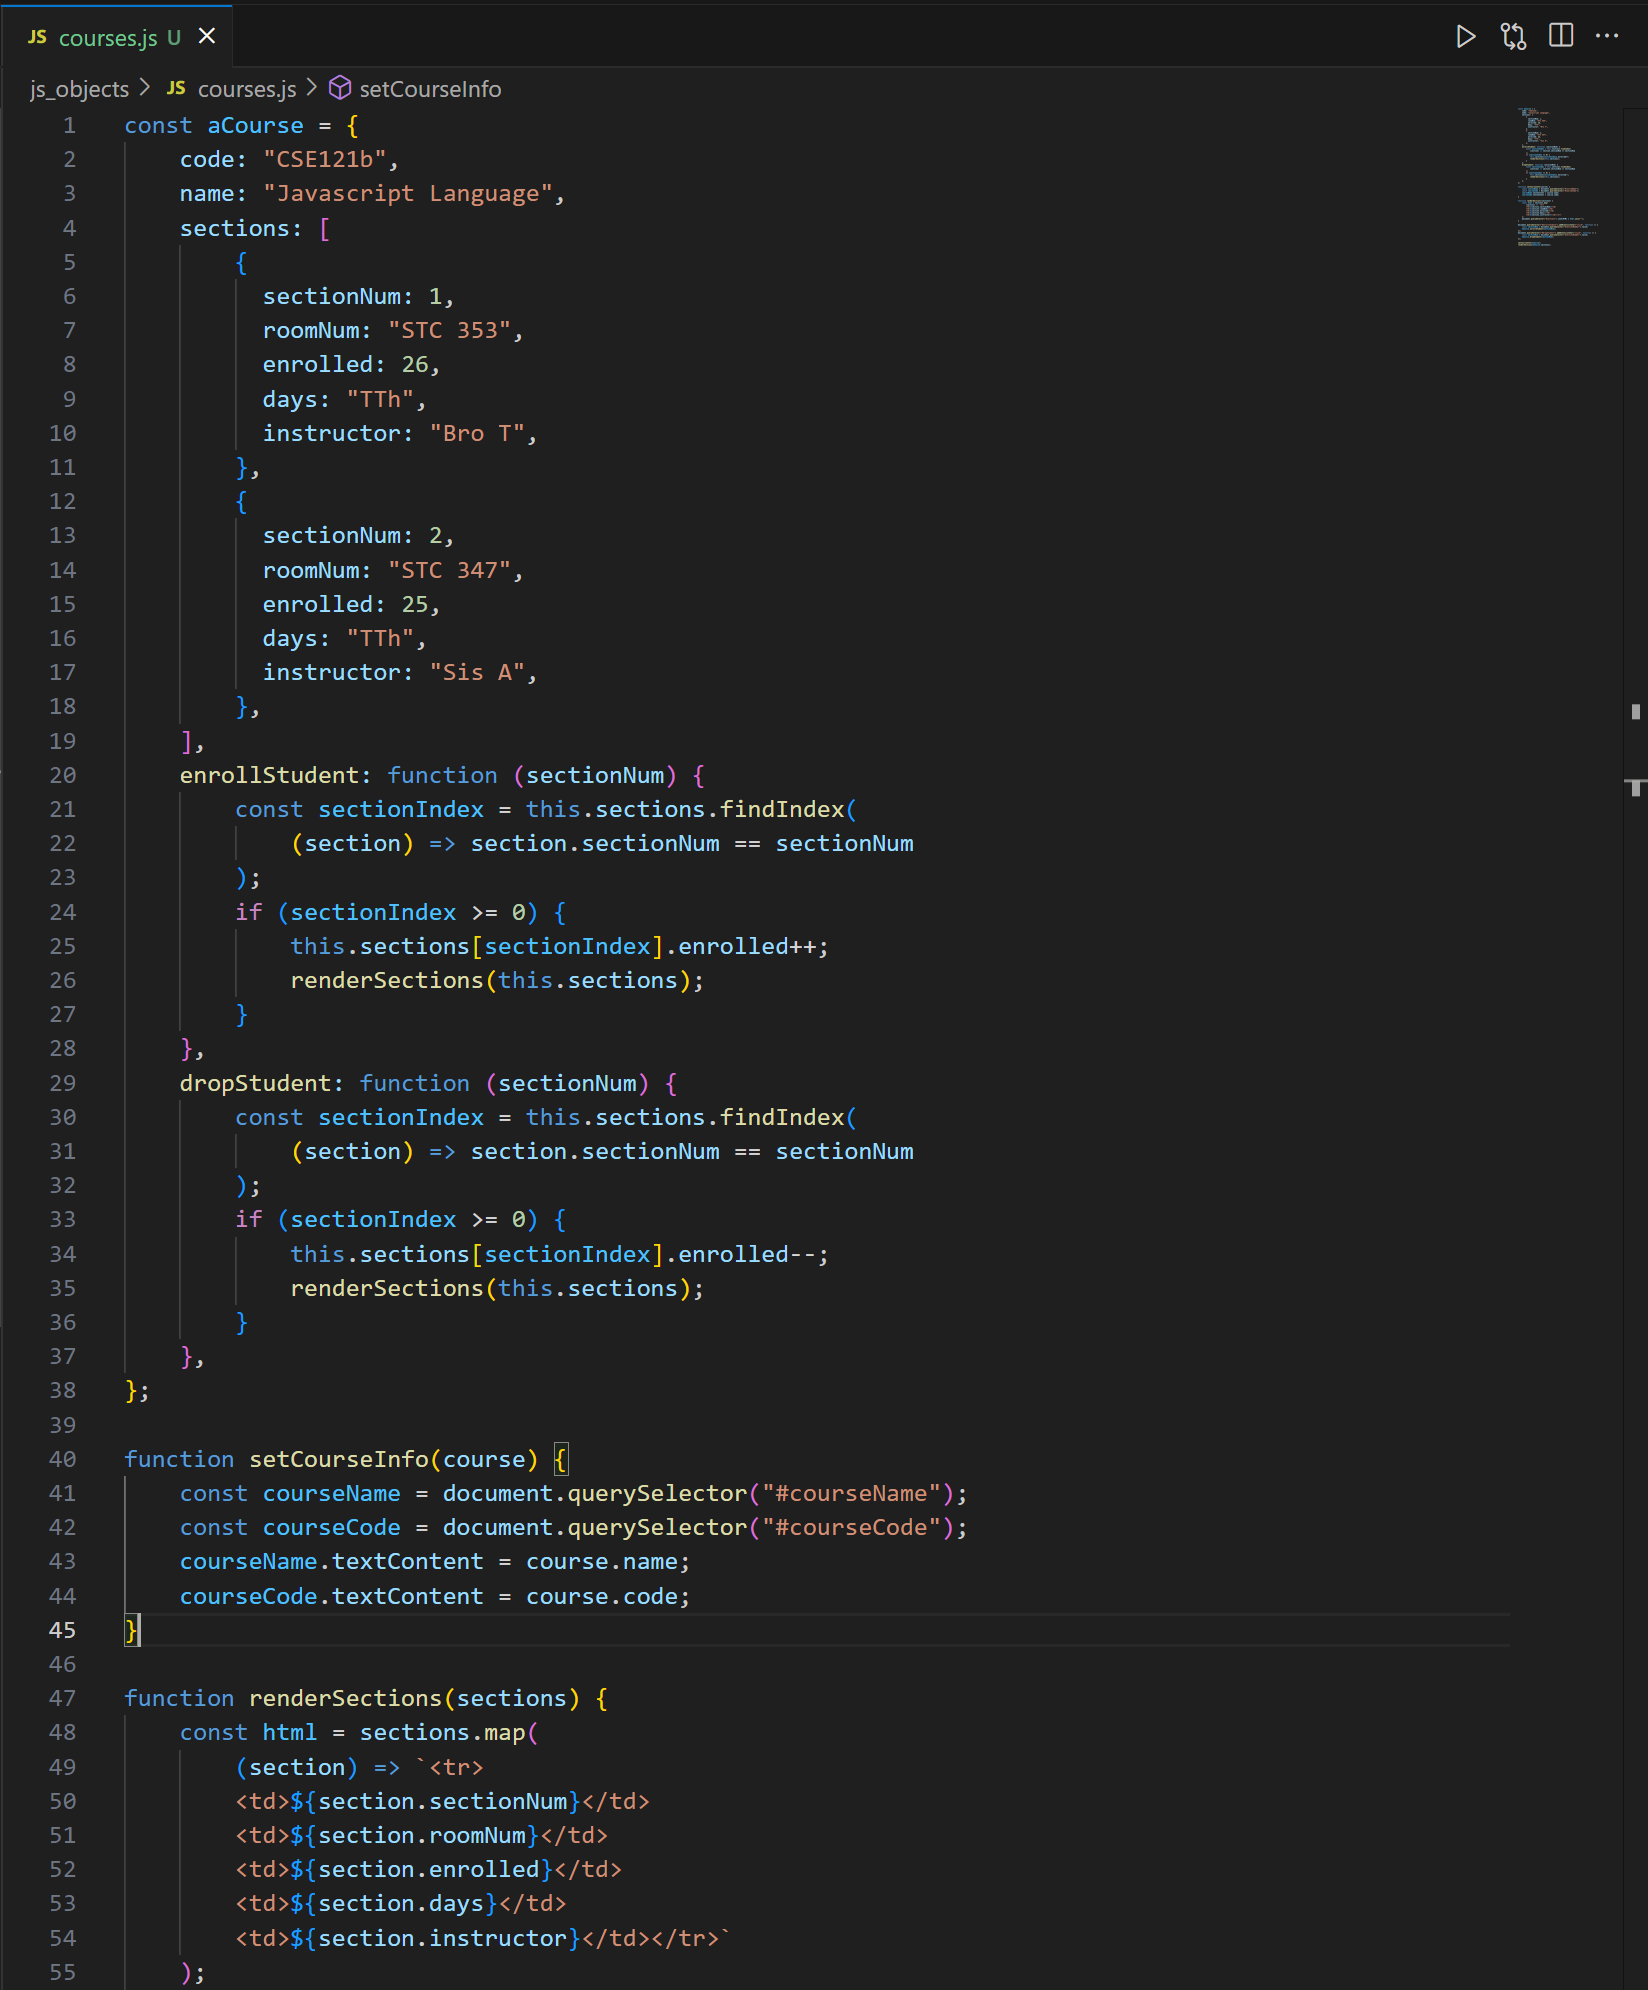 JS courses.js U
js_objects > JS courses.js > setCourseInfo
1 const aCourse = {
2 code: "CSE121b",
3 name: "Javascript Language",
4 sections: [
5 {
6 sectionNum: 1,
7 roomNum: "STC 353",
8 enrolled: 26,
9 days: "TTh",
10 instructor: "Bro T",
11 },
12 {
13 sectionNum: 2,
14 roomNum: "STC 347",
15 enrolled: 25,
16 days: "TTh",
17 instructor: "Sis A",
18 },
19 ],
20 enrollStudent: function (sectionNum) {
21 const sectionIndex = this.sections.findIndex(
22 (section) => section.sectionNum == sectionNum
23 );
24 if (sectionIndex >= 0) {
25 this.sections[sectionIndex].enrolled++;
26 renderSections(this.sections);
27 }
28 },
29 dropStudent: function (sectionNum) {
30 const sectionIndex = this.sections.findIndex(
31 (section) => section.sectionNum == sectionNum
32 );
33 if (sectionIndex >= 0) {
34 this.sections[sectionIndex].enrolled--;
35 renderSections(this.sections);
36 }
37 },
38 };
39
40 function setCourseInfo(course) {
41 const courseName = document.querySelector("#courseName");
42 const courseCode = document.querySelector("#courseCode");
43 courseName.textContent = course.name;
44 courseCode.textContent = course.code;
45 }
46
47 function renderSections(sections) {
48 const html = sections.map(
49 (section) => `<tr>
50 <td>${section.sectionNum}</td>
51 <td>${section.roomNum}</td>
52 <td>${section.enrolled}</td>
53 <td>${section.days}</td>
54 <td>${section.instructor}</td></tr>`
55 );